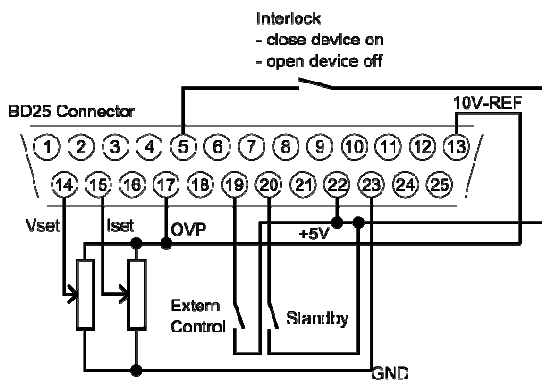 Interlock
- close device on
- open device off
BD25 Connector
10V-REF
1 2 3 4 5 6 7 8 9 10 11 12 13
14 15 16 17 18 19 20 21 22 23 24 25
Vset
Iset
OVP
+5V
Extern
Control
Standby
GND